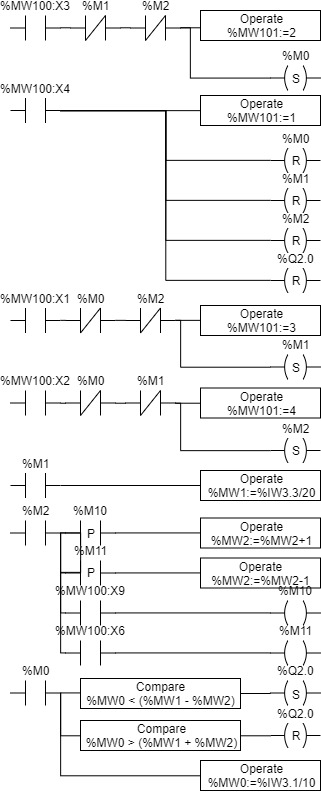 %MW100:X3 %M1 %M2
Operate
%MW101:=2
%M0
S
%MW100:X4
Operate
%MW101:=1
%M0
R
%M1
R
%M2
R
%Q2.0
R
%MW100:X1 %M0 %M2
Operate
%MW101:=3
%M1
S
%MW100:X2 %M0 %M1
Operate
%MW101:=4
%M2
S
%M1
Operate
%MW1:=%IW3.3/20
%M2 %M10
P
Operate
%MW2:=%MW2+1
%M11
P
Operate
%MW2:=%MW2-1
%MW100:X9 %M10
%MW100:X6 %M11
%M0
Compare
%MW0 < (%MW1 - %MW2)
%Q2.0
S
Compare
%MW0 > (%MW1 + %MW2)
%Q2.0
R
Operate
%MW0:=%IW3.1/10